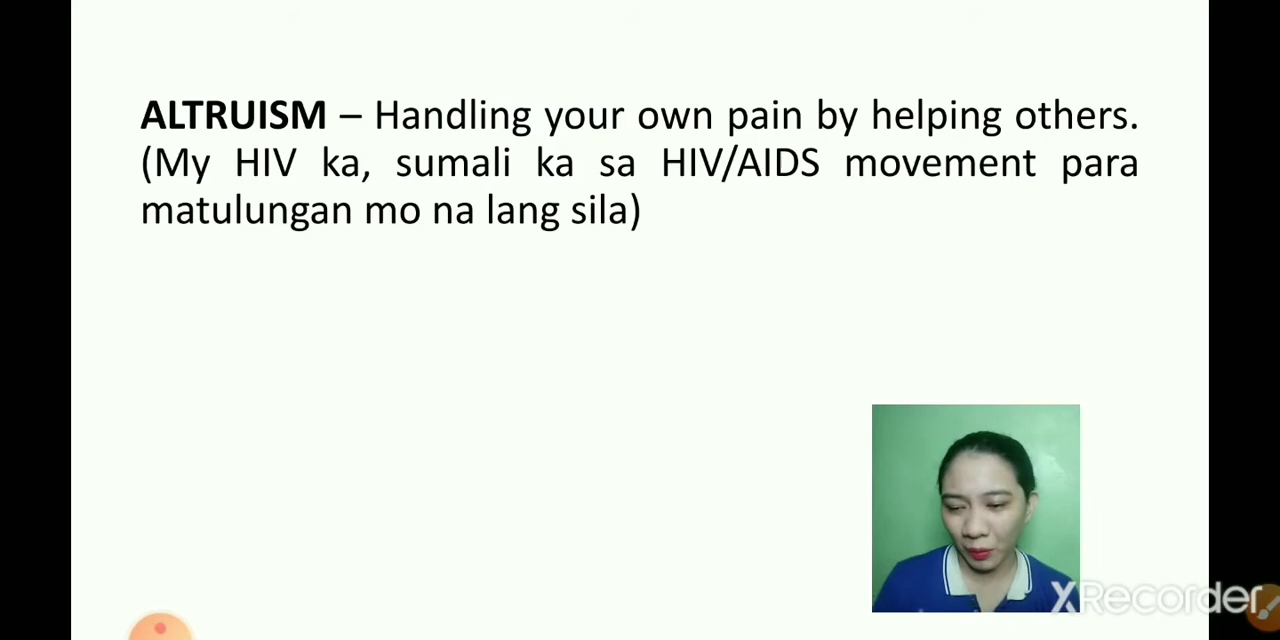 ALTRUISM – Handling your own pain by helping others.
(My HIV ka, sumali ka sa HIV/AIDS movement para
matulungan mo na lang sila)
XRecorder